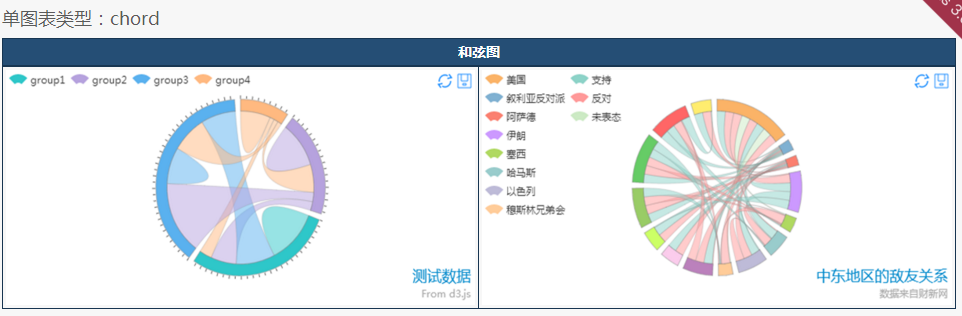 单图表类型：chord
和弦图
group1 group2 group3 group4
测试数据
From d3.js
美国 支持
叙利亚反对派 反对
阿萨德 未表态
伊朗
塞西
哈马斯
以色列
穆斯林兄弟会
中东地区的敌友关系
数据来自财新网